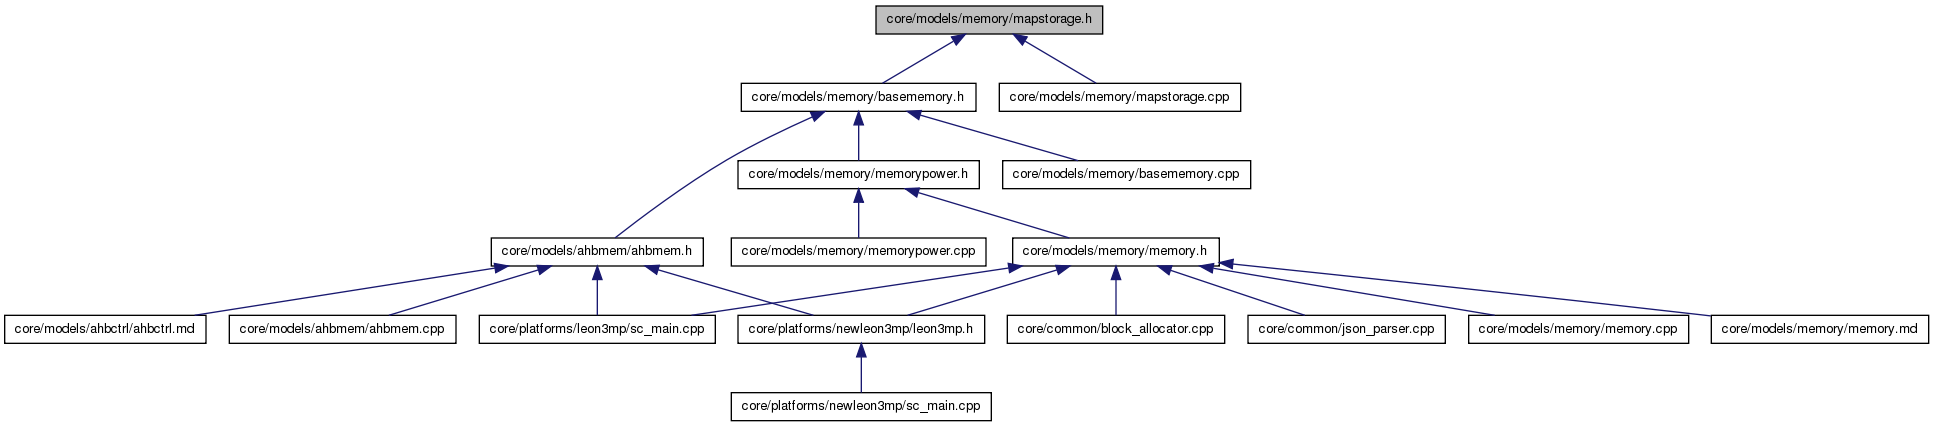 core/models/memory/mapstorage.h
core/models/memory/basememory.h
core/models/memory/mapstorage.cpp
core/models/memory/memorypower.h
core/models/memory/basememory.cpp
core/models/ahbmem/ahbmem.h
core/models/memory/memorypower.cpp
core/models/memory/memory.h
core/models/ahbctrl/ahbctrl.md
core/models/ahbmem/ahbmem.cpp
core/platforms/leon3mp/sc_main.cpp
core/platforms/newleon3mp/leon3mp.h
core/common/block_allocator.cpp
core/common/json_parser.cpp
core/models/memory/memory.cpp
core/models/memory/memory.md
core/platforms/newleon3mp/sc_main.cpp